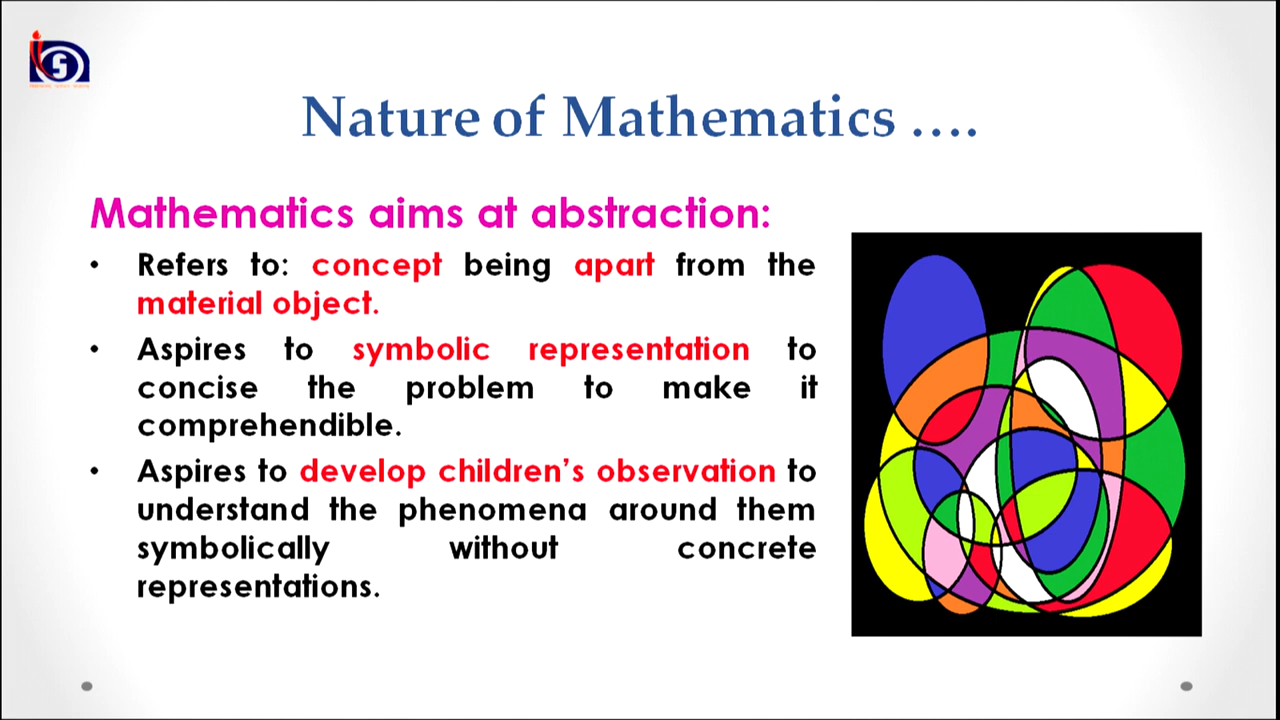 Nature of Mathematics ....
Mathematics aims at abstraction:
• Refers to: concept being apart from the
material object.
• Aspires to symbolic representation to
concise the problem to make it
comprehendible.
• Aspires to develop children’s observation to
understand the phenomena around them
symbolically without concrete
representations.